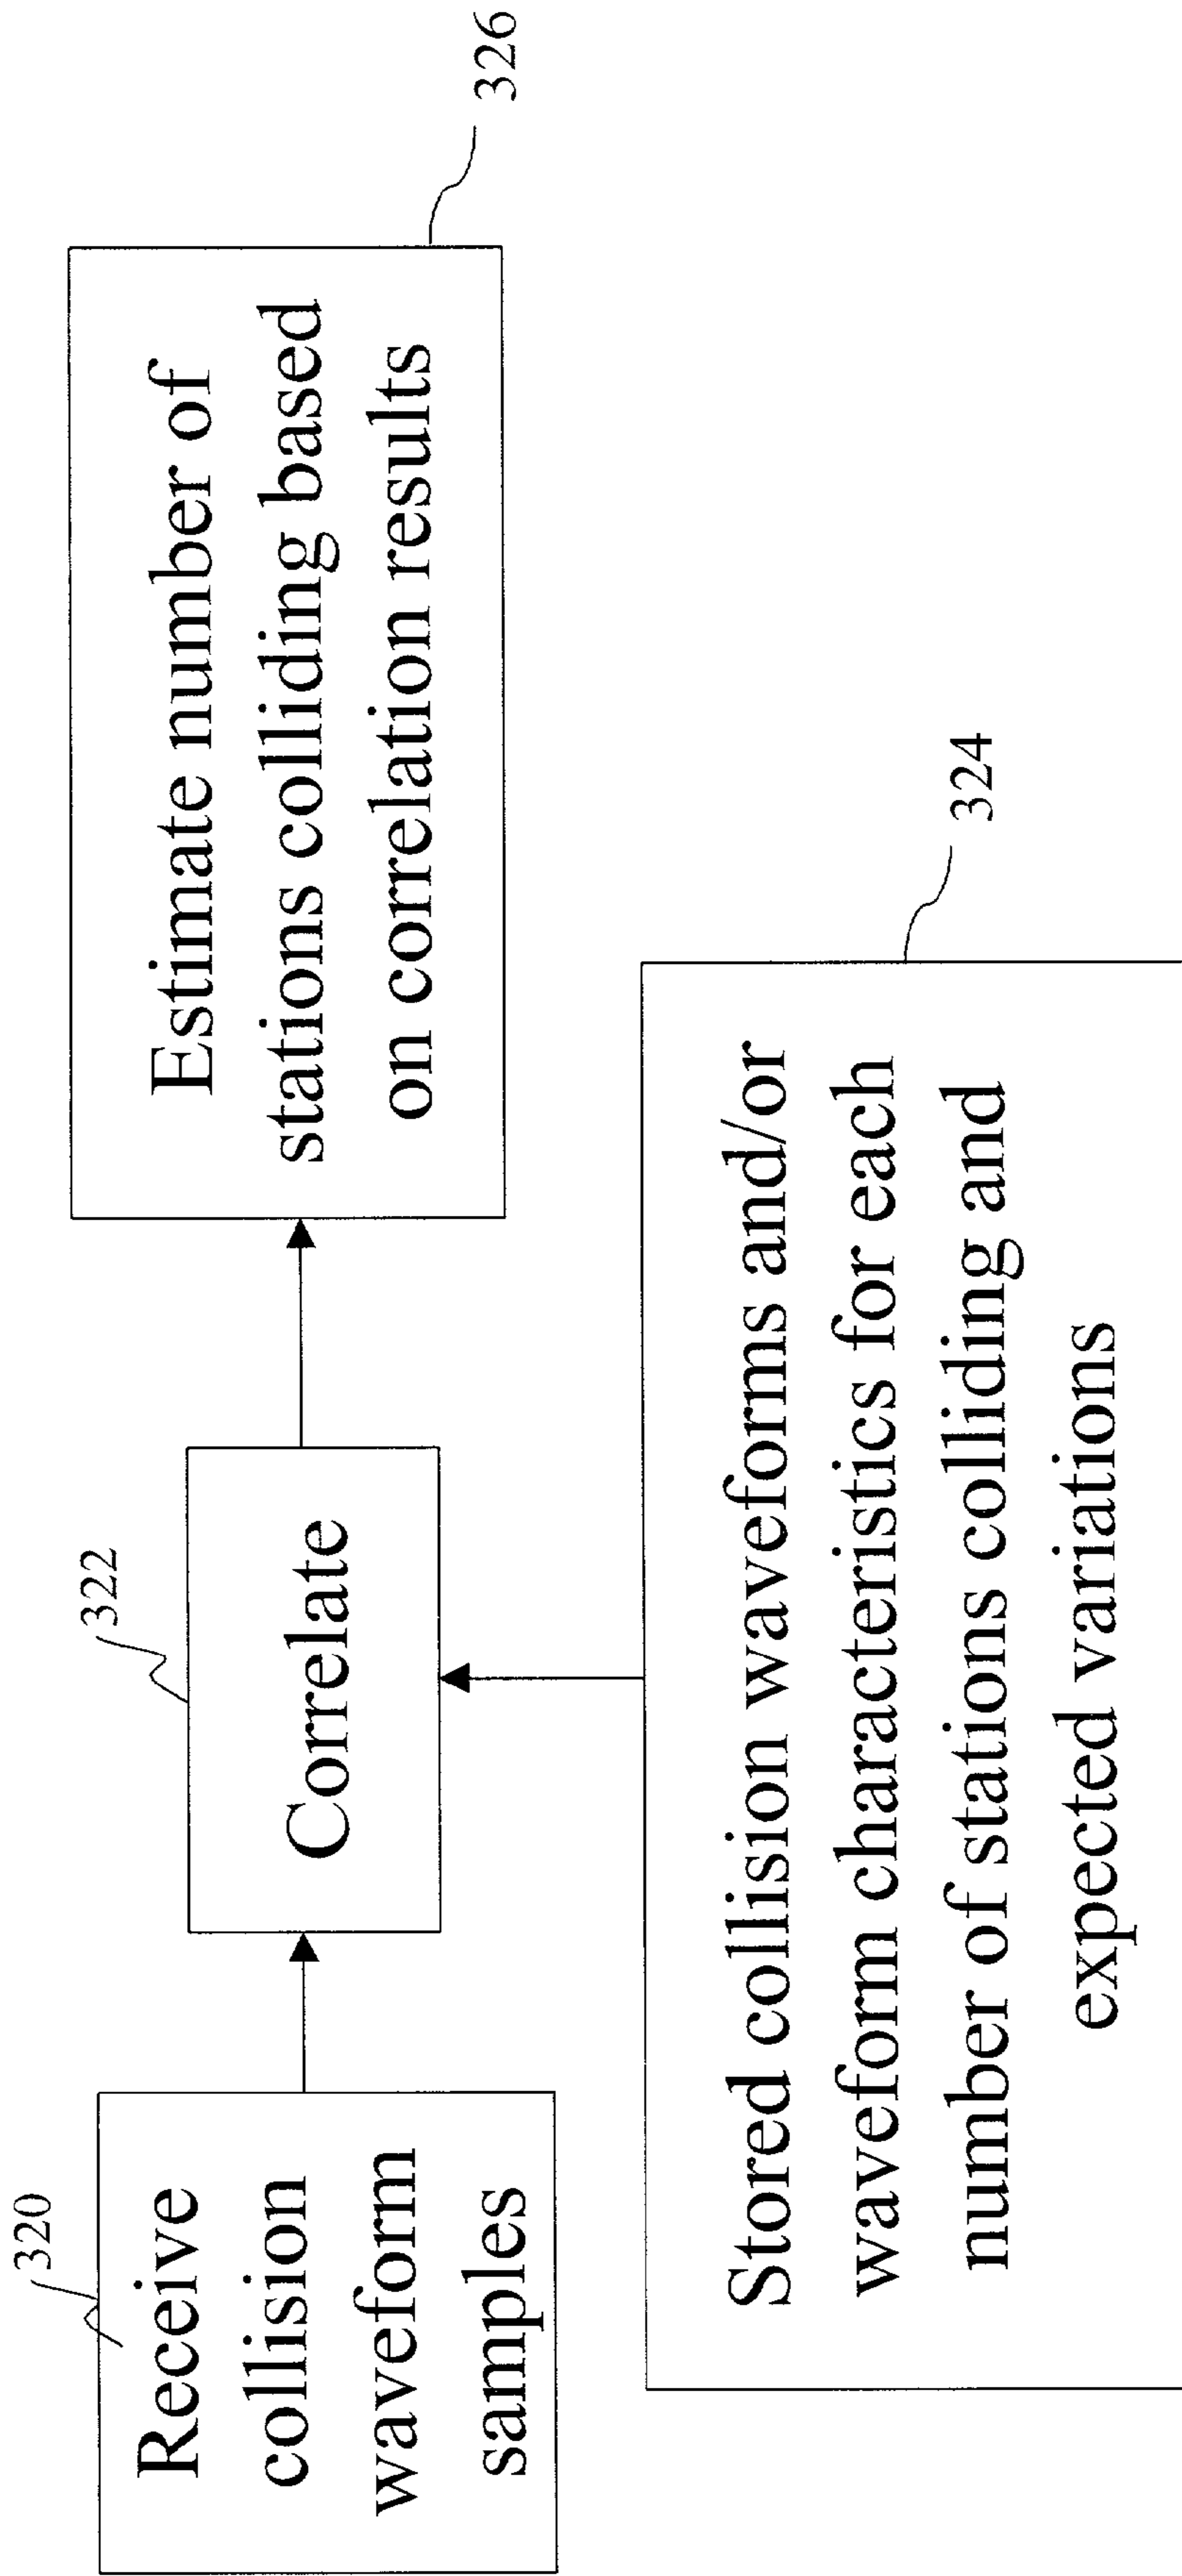 320
Receive
collision
waveform
samples
322
Correlate
Estimate number of
stations colliding based
on correlation results
326
Stored collision waveforms and/or
waveform characteristics for each
number of stations colliding and
expected variations
324